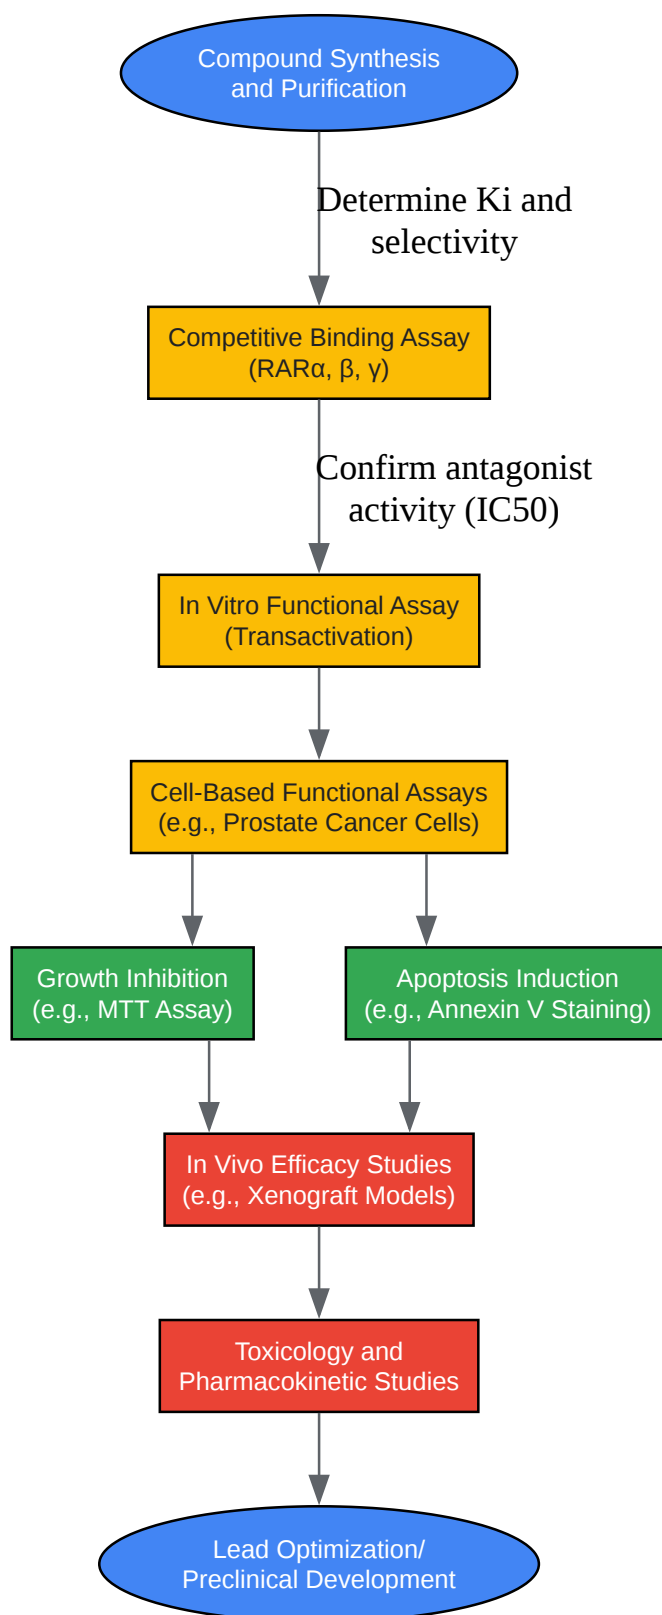 Compound Synthesis
and Purification
Determine Ki and
selectivity
Competitive Binding Assay
(RARα, β, γ)
Confirm antagonist
activity (IC50)
In Vitro Functional Assay
(Transactivation)
Cell-Based Functional Assays
(e.g., Prostate Cancer Cells)
Growth Inhibition
(e.g., MTT Assay)
Apoptosis Induction
(e.g., Annexin V Staining)
In Vivo Efficacy Studies
(e.g., Xenograft Models)
Toxicology and
Pharmacokinetic Studies
Lead Optimization/
Preclinical Development